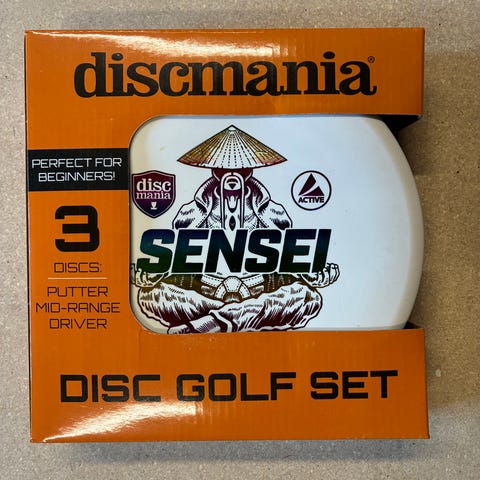 discmania®
PERFECT FOR
BEGINNERS!
3
DISCS:
PUTTER
MID-RANGE
DRIVER
disc
mania
ACTIVE
SENSEI
DISC GOLF SET